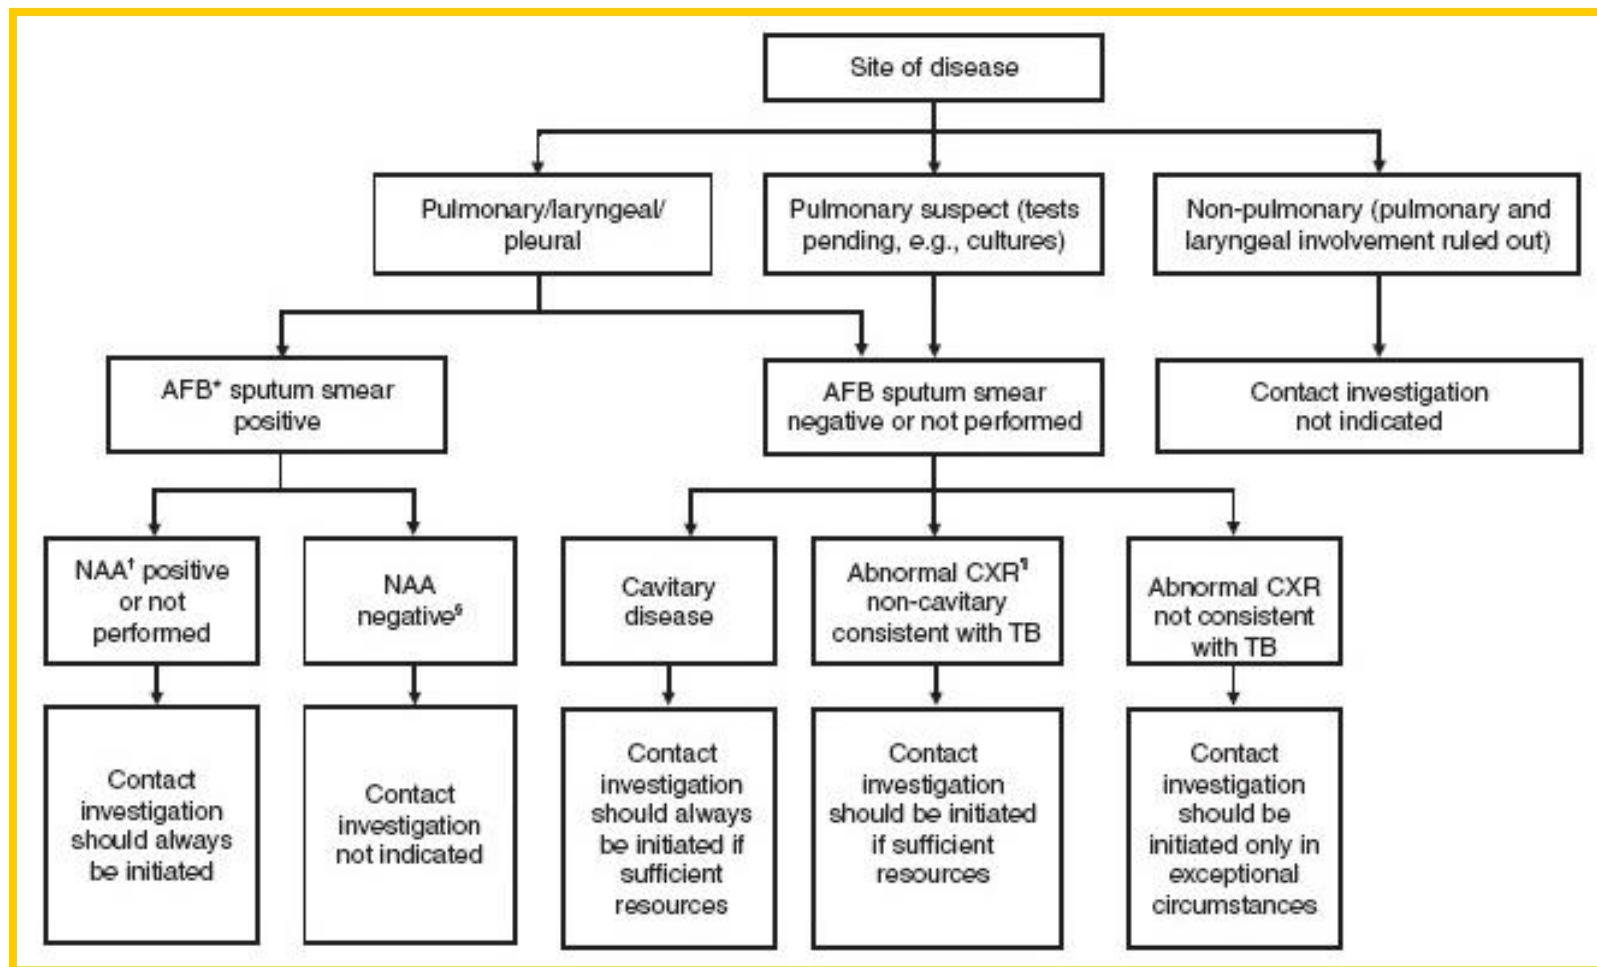 Site of disease
Pulmonary/laryngeal/
pleural
Pulmonary suspect (tests
pending, e.g., cultures)
Non-pulmonary (pulmonary and
laryngeal involvement ruled out)
AFB* sputum smear
positive
AFB sputum smear
negative or not performed
Contact investigation
not indicated
NAA† positive
or not
performed
NAA
negative§
Cavitary
disease
Abnormal CXR¶
non-cavitary
consistent with TB
Abnormal CXR
not consistent
with TB
Contact
investigation
should always
be initiated
Contact
investigation
not indicated
Contact
investigation
should always
be initiated if
sufficient
resources
Contact
investigation
should be initiated
if sufficient
resources
Contact
investigation
should be
initiated only in
exceptional
circumstances